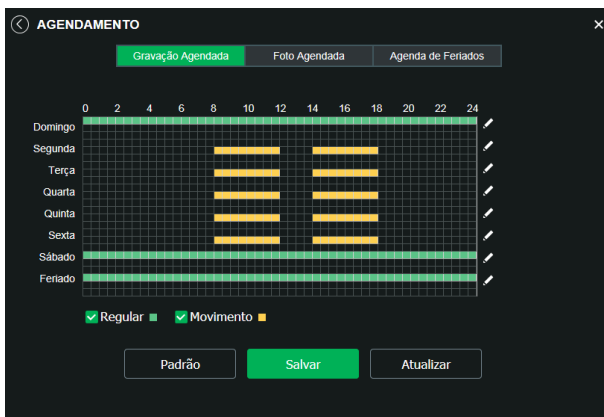 AGENDAMENTO
Gravação Agendada Foto Agendada Agenda de Feriados
0 2 4 6 8 10 12 14 16 18 20 22 24
Domingo
Segunda
Terça
Quarta
Quinta
Sexta
Sábado
Feriado
Regular Movimento
Padrão Salvar Atualizar